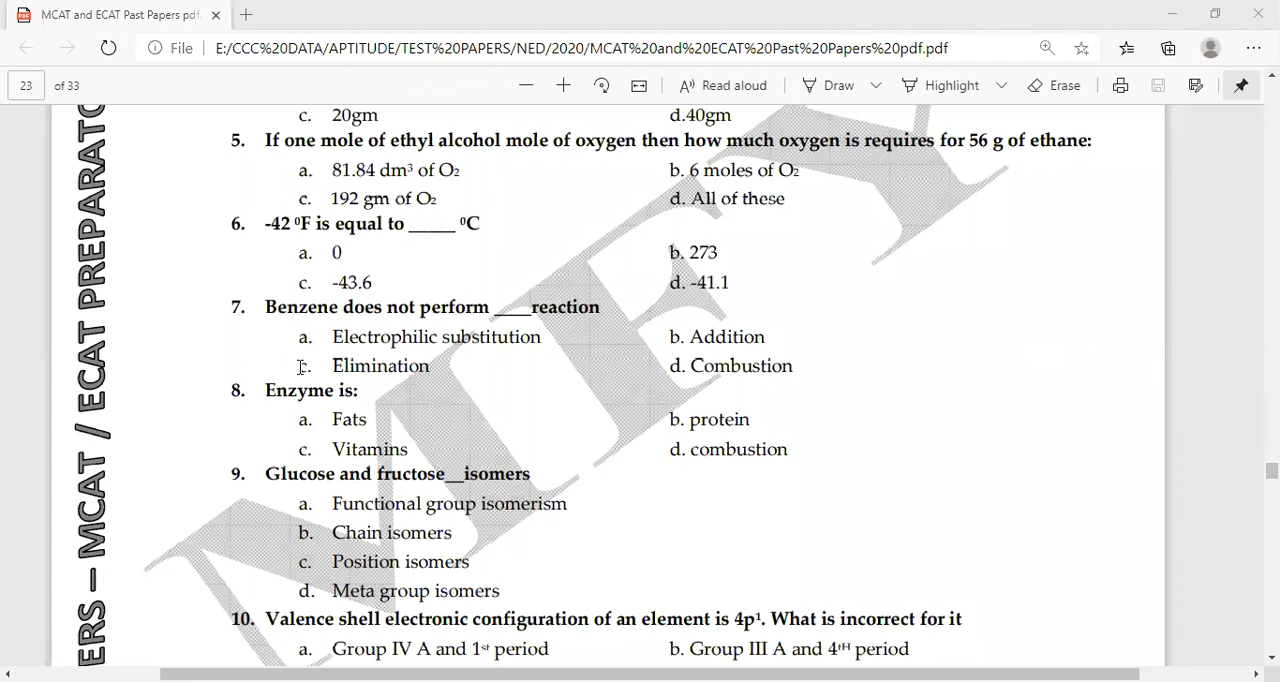 MCAT and ECAT Past Papers pdf.
File E:/CCC%20DATA/APTITUDE/TEST%20PAPERS/NED/2020/MCAT%20and%20ECAT%20Past%20Papers%20pdf.pdf
23 of 33 Read aloud Draw Highlight Erase
c. 20gm d.40gm
5. If one mole of ethyl alcohol mole of oxygen then how much oxygen is requires for 56 g of ethane:
a. 81.84 dm³ of O₂ b. 6 moles of O₂
c. 192 gm of O₂ d. All of these
6. -42 ⁰F is equal to _____ ⁰C
a. 0 b. 273
c. -43.6 d. -41.1
7. Benzene does not perform ____reaction
a. Electrophilic substitution b. Addition
c. Elimination d. Combustion
8. Enzyme is:
a. Fats b. protein
c. Vitamins d. combustion
9. Glucose and fructose__isomers
a. Functional group isomerism
b. Chain isomers
c. Position isomers
d. Meta group isomers
10. Valence shell electronic configuration of an element is 4p¹. What is incorrect for it
a. Group IV A and 1ˢᵗ period b. Group III A and 4ᵗᴴ period
ERS – MCAT / ECAT PREPARATO